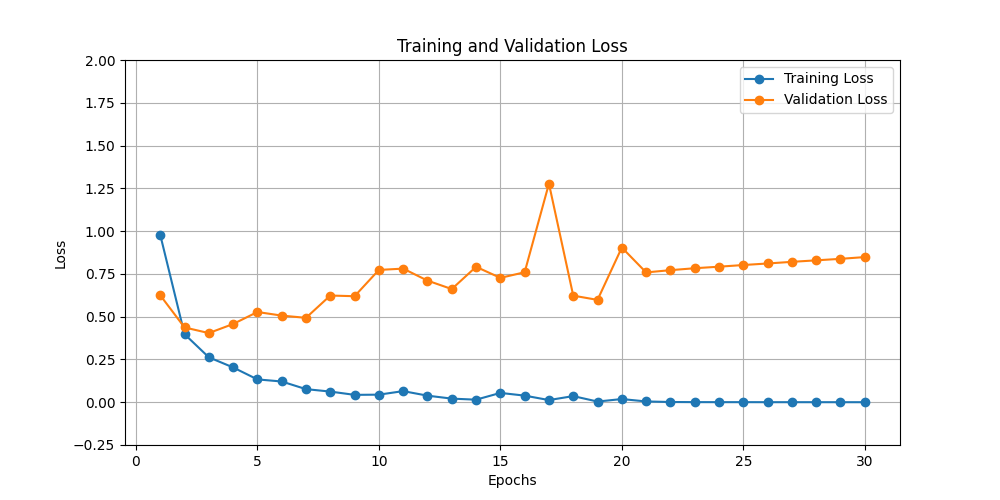 Training and Validation Loss
2.00
1.75
1.50
1.25
1.00
0.75
0.50
0.25
0.00
−0.25
Loss
Training Loss
Validation Loss
0 5 10 15 20 25 30
Epochs